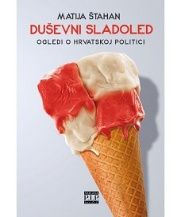 MATIJA ŠTAHAN
DUŠEVNI SLADOLED
OGLEDI O HRVATSKOJ POLITICI